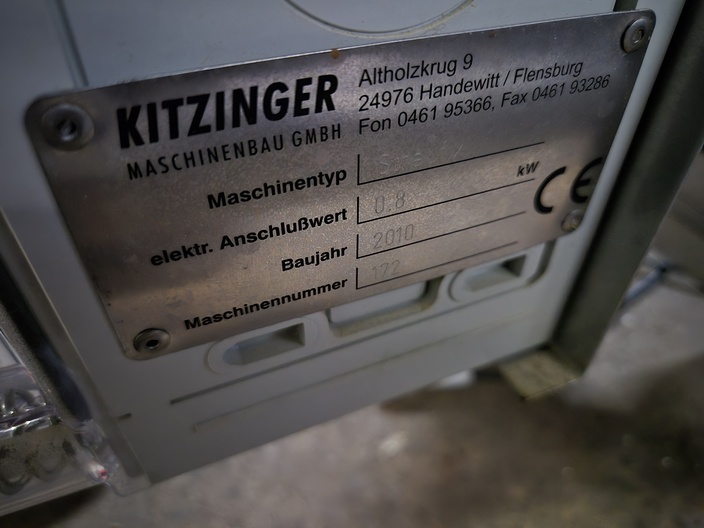 KITZINGER
MASCHINENBAU GMBH
Altholzkrug 9
24976 Handewitt / Flensburg
Fon 0461 95366, Fax 0461 93286
Maschinentyp
elektr. Anschlußwert 0.8 kW
Baujahr 2010
Maschinennummer 172
CE